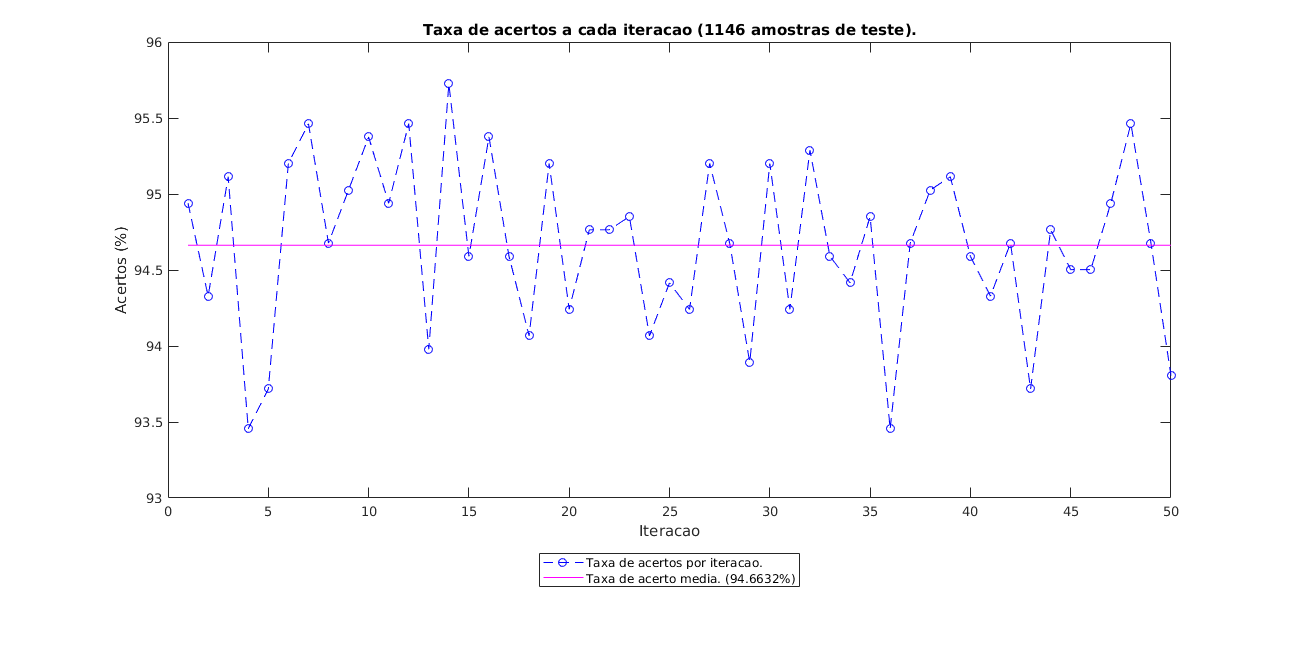 Taxa de acertos a cada iteracao (1146 amostras de teste).
96
95.5
95
94.5
94
93.5
93
Acertos (%)
0 5 10 15 20 25 30 35 40 45 50
Iteracao
Taxa de acertos por iteracao.
Taxa de acerto media. (94.6632%)